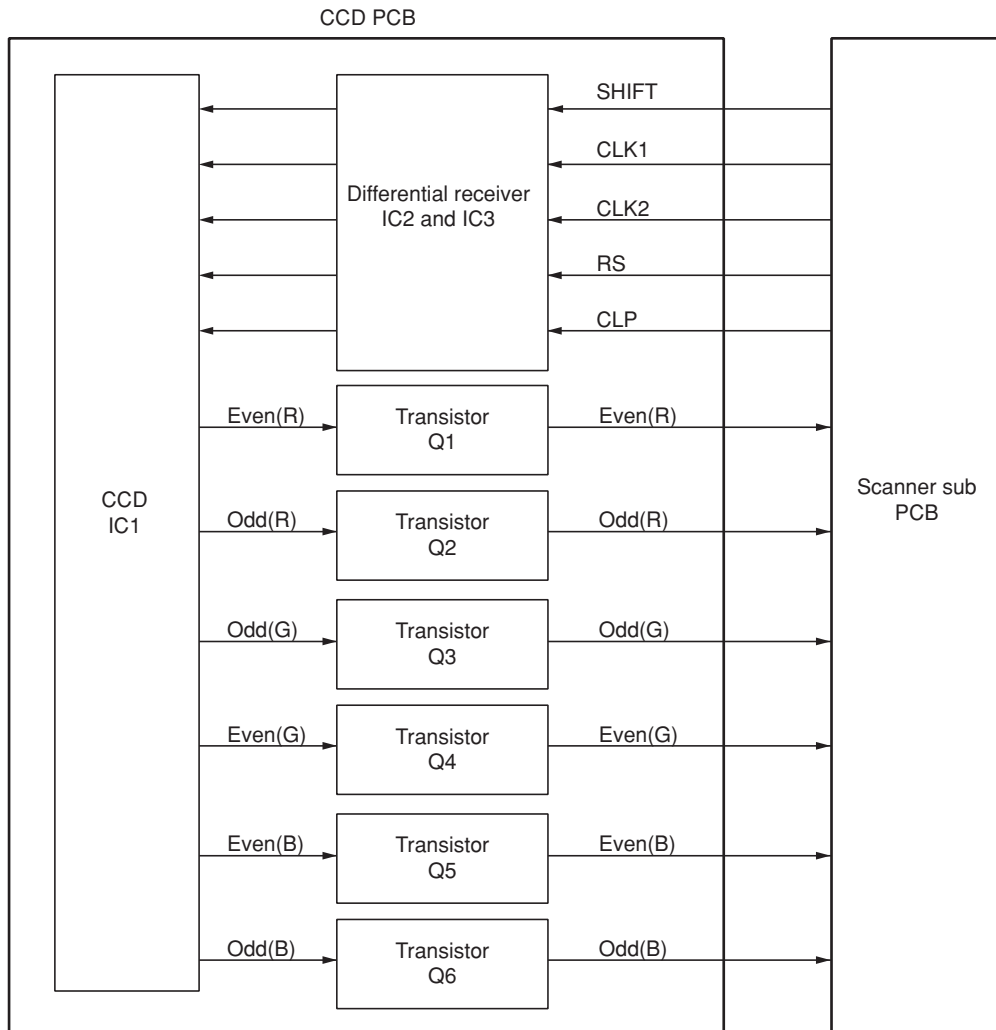 CCD PCB
SHIFT
CLK1
Differential receiver
IC2 and IC3
CLK2
RS
CLP
Even(R)
Transistor
Q1
Even(R)
CCD
IC1
Odd(R)
Transistor
Q2
Odd(R)
Scanner sub
PCB
Odd(G)
Transistor
Q3
Odd(G)
Even(G)
Transistor
Q4
Even(G)
Even(B)
Transistor
Q5
Even(B)
Odd(B)
Transistor
Q6
Odd(B)